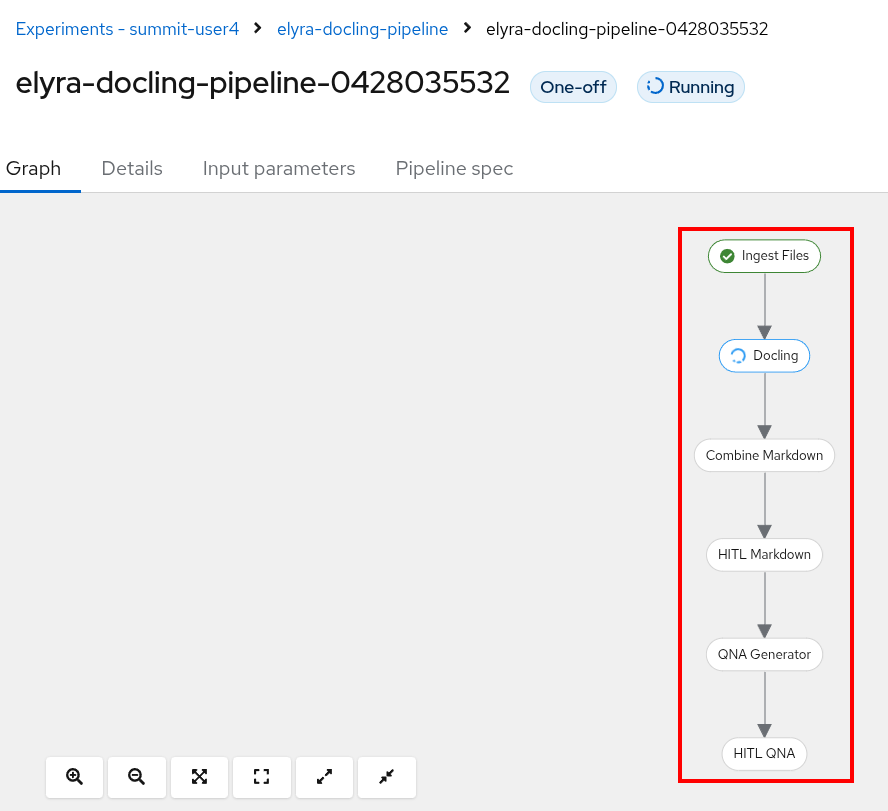 Experiments - summit-user4 > elyra-docling-pipeline > elyra-docling-pipeline-0428035532
elyra-docling-pipeline-0428035532 One-off Running
Graph Details Input parameters Pipeline spec
Ingest Files
Docling
Combine Markdown
HITL Markdown
QNA Generator
HITL QNA